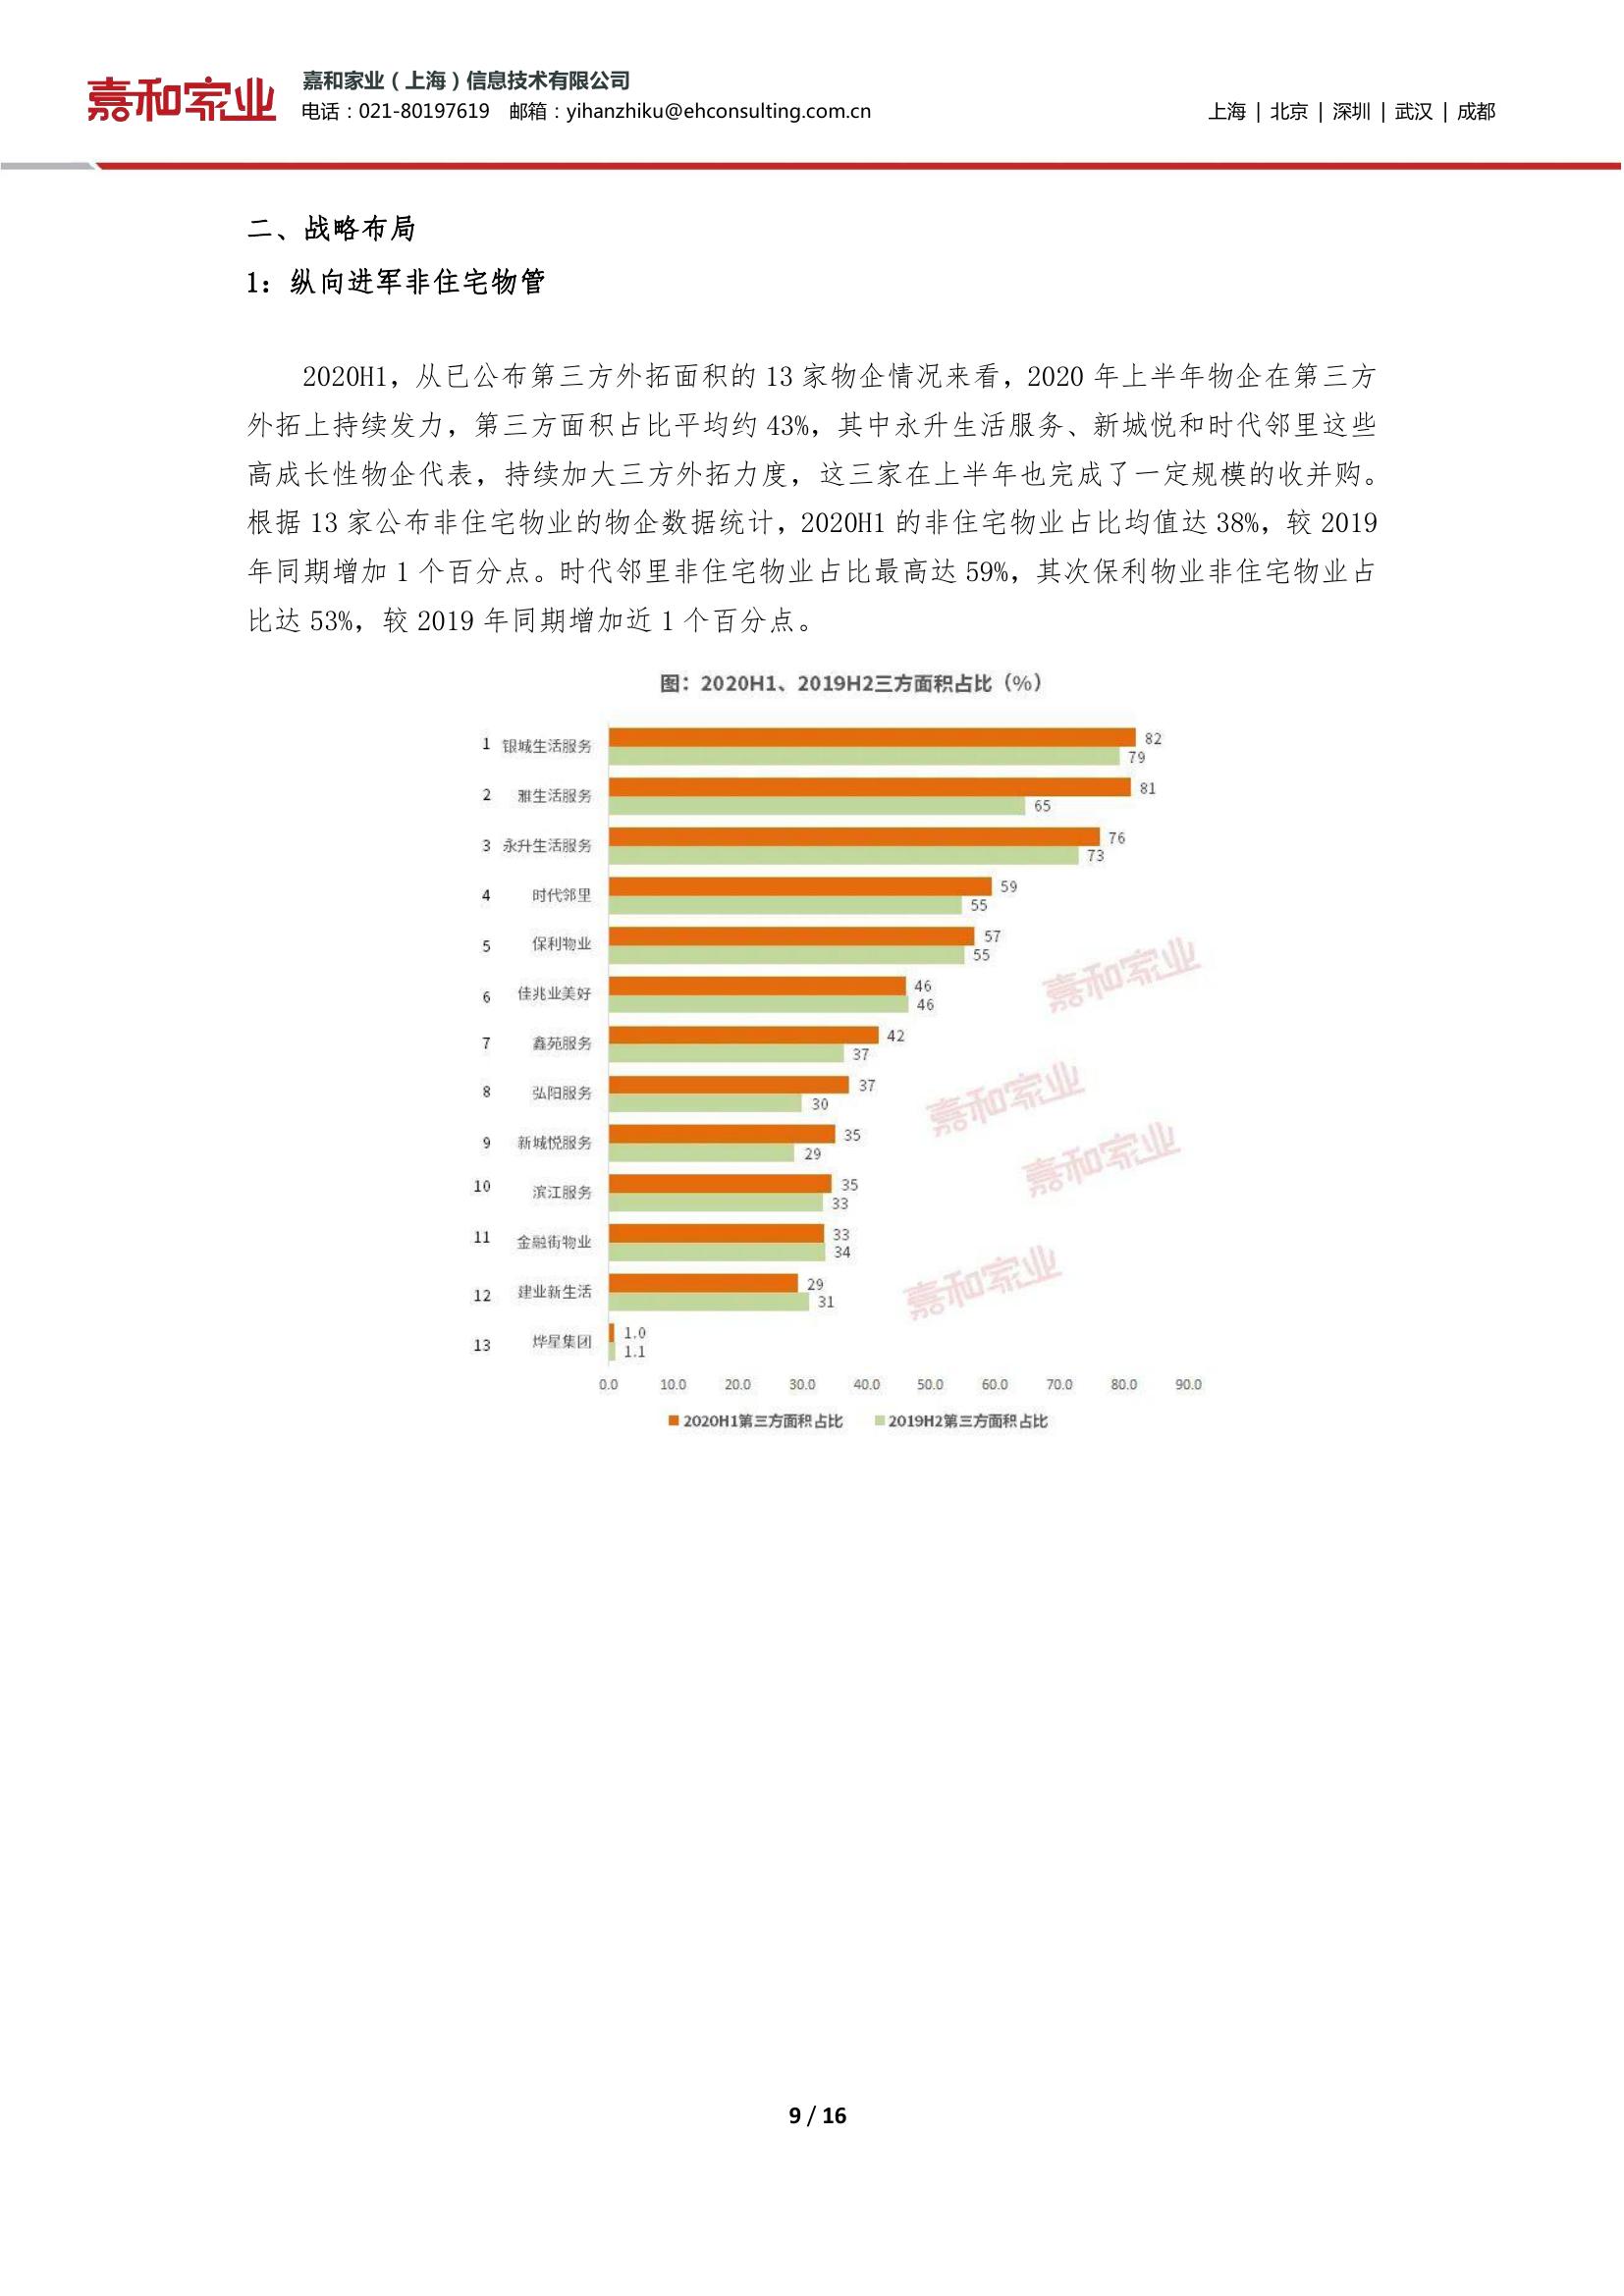 嘉和家业
嘉和家业（上海）信息技术有限公司
电话：021-80197619 邮箱：yihanzhiku@ehconsulting.com.cn
上海 | 北京 | 深圳 | 武汉 | 成都
二、战略布局
1：纵向进军非住宅物管
2020H1，从已公布第三方外拓面积的 13 家物企情况来看，2020 年上半年物企在第三方
外拓上持续发力，第三方面积占比平均约 43%，其中永升生活服务、新城悦和时代邻里这些
高成长性物企代表，持续加大三方外拓力度，这三家在上半年也完成了一定规模的收并购。
根据 13 家公布非住宅物业的物企数据统计，2020H1 的非住宅物业占比均值达 38%，较 2019
年同期增加 1 个百分点。时代邻里非住宅物业占比最高达 59%，其次保利物业非住宅物业占
比达 53%，较 2019 年同期增加近 1 个百分点。
图：2020H1、2019H2三方面积占比（%）
1 银城生活服务 82
79
2 雅生活服务 81
65
3 永升生活服务 76
73
4 时代邻里 59
55
5 保利物业 57
55
6 佳兆业美好 46
46
7 鑫苑服务 42
37
8 弘阳服务 37
30
9 新城悦服务 35
29
10 滨江服务 35
33
11 金融街物业 33
34
12 建业新生活 29
31
13 烨星集团 1.0
1.1
0.0 10.0 20.0 30.0 40.0 50.0 60.0 70.0 80.0 90.0
2020H1第三方面积占比 2019H2第三方面积占比
嘉和家业
嘉和家业
嘉和家业
嘉和家业
9 / 16